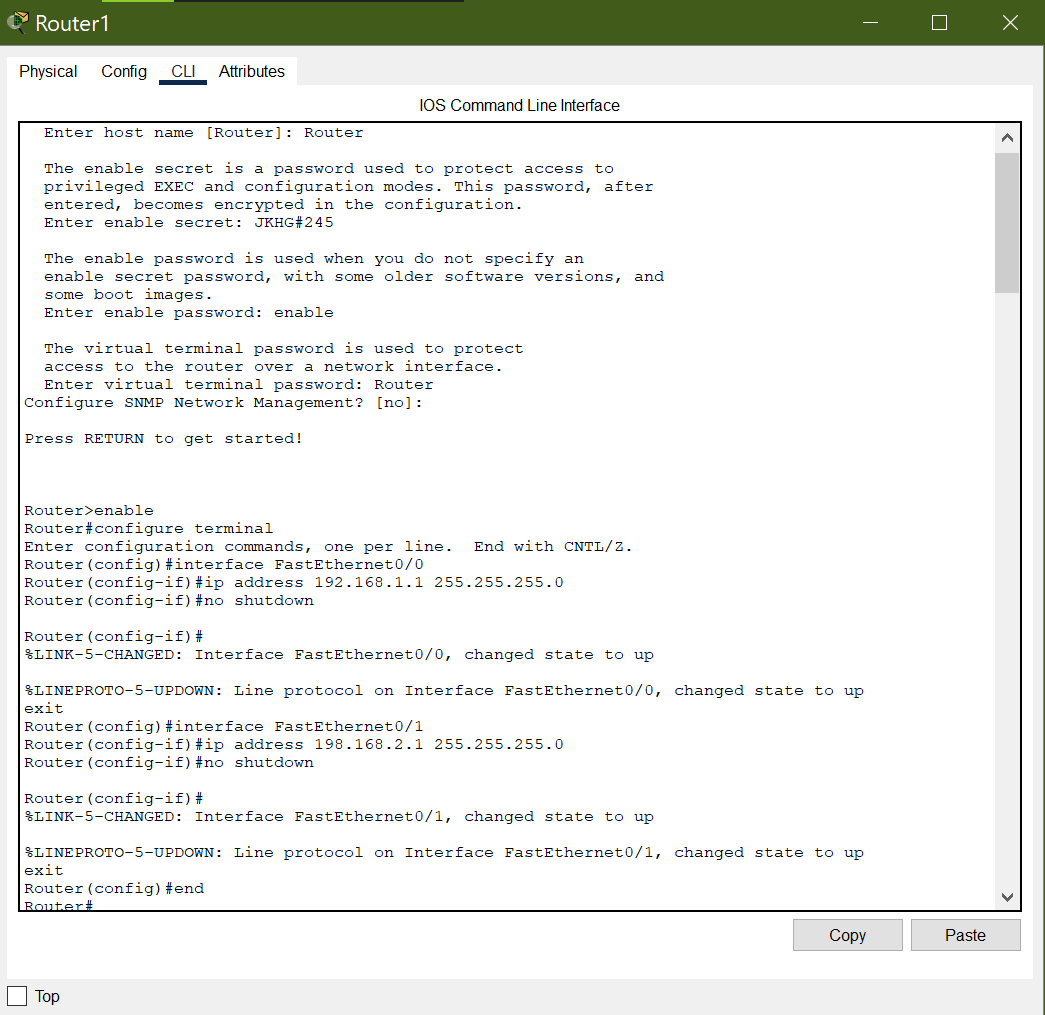 Router1
Physical Config CLI Attributes
IOS Command Line Interface
Enter host name [Router]: Router
The enable secret is a password used to protect access to
privileged EXEC and configuration modes. This password, after
entered, becomes encrypted in the configuration.
Enter enable secret: JKHG#245
The enable password is used when you do not specify an
enable secret password, with some older software versions, and
some boot images.
Enter enable password: enable
The virtual terminal password is used to protect
access to the router over a network interface.
Enter virtual terminal password: Router
Configure SNMP Network Management? [no]:
Press RETURN to get started!
Router>enable
Router#configure terminal
Enter configuration commands, one per line.  End with CNTL/Z.
Router(config)#interface FastEthernet0/0
Router(config-if)#ip address 192.168.1.1 255.255.255.0
Router(config-if)#no shutdown
Router(config-if)#
%LINK-5-CHANGED: Interface FastEthernet0/0, changed state to up
%LINEPROTO-5-UPDOWN: Line protocol on Interface FastEthernet0/0, changed state to up
exit
Router(config)#interface FastEthernet0/1
Router(config-if)#ip address 198.168.2.1 255.255.255.0
Router(config-if)#no shutdown
Router(config-if)#
%LINK-5-CHANGED: Interface FastEthernet0/1, changed state to up
%LINEPROTO-5-UPDOWN: Line protocol on Interface FastEthernet0/1, changed state to up
exit
Router(config)#end
Router#
Copy Paste
Top